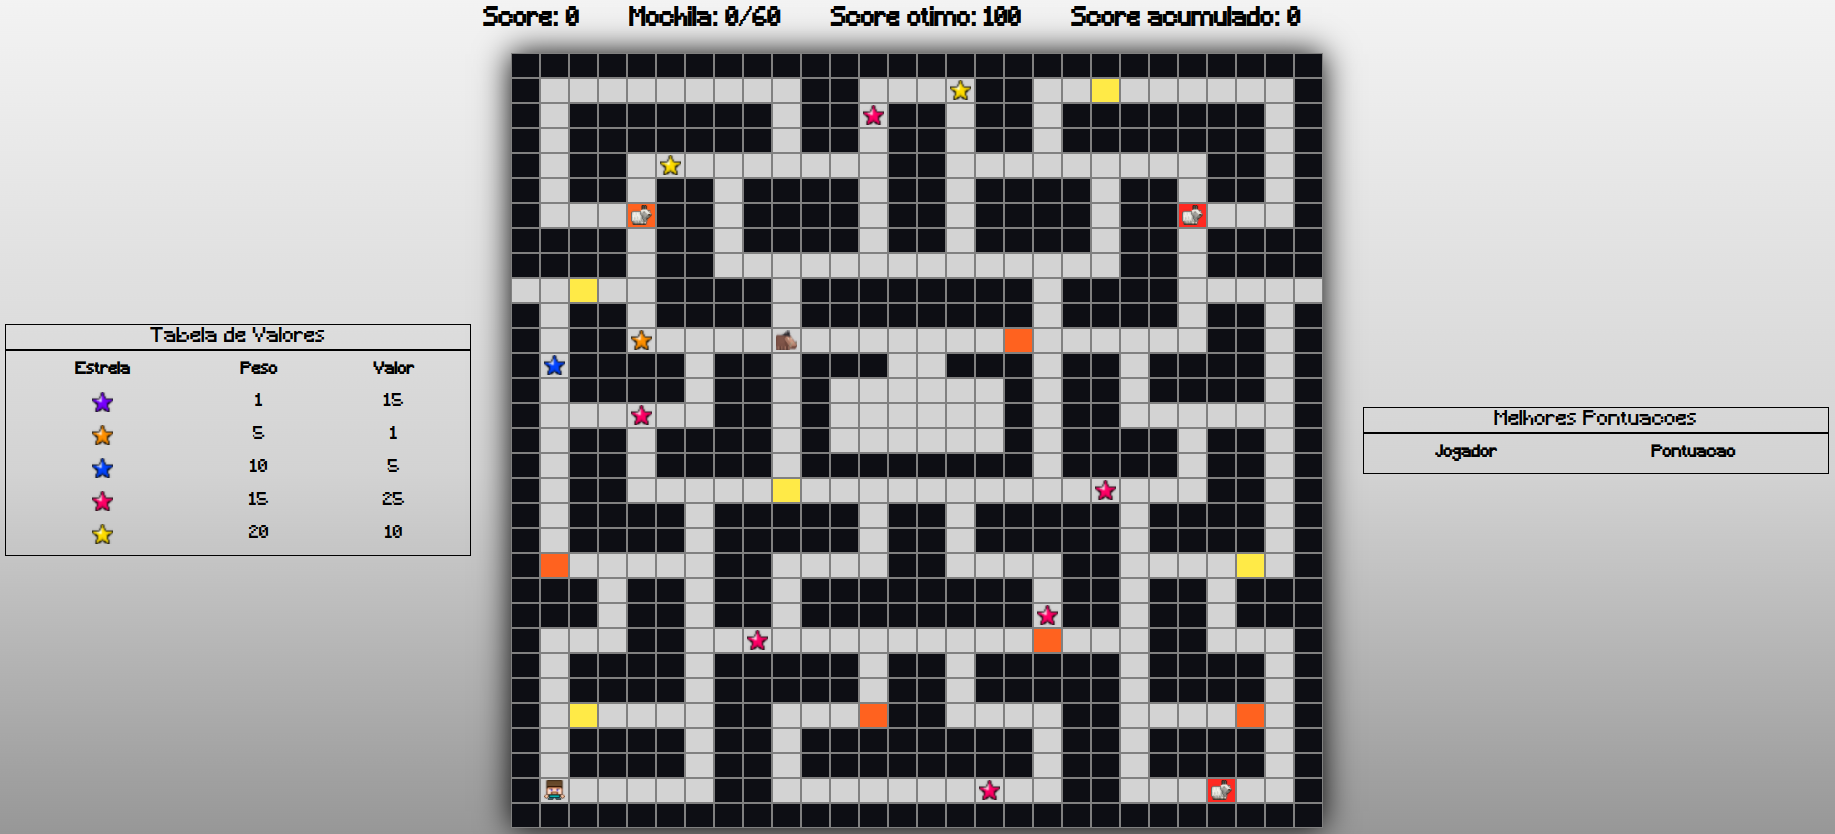 Score: 0 Mochila: 0/60 Score otimo: 100 Score acumulado: 0
Tabela de Valores
Estrela Peso Valor
1 15
5 1
10 5
15 25
20 10
Melhores Pontuacoes
Jogador Pontuacao